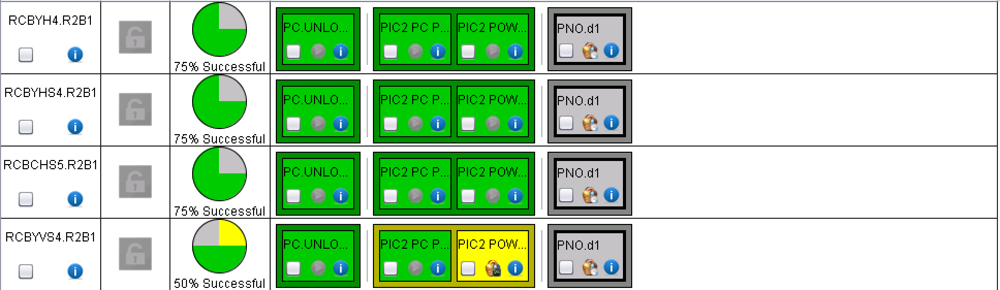 RCBYH4.R2B1
75% Successful
PC.UNLO...
PIC2 PC P...
PIC2 POW...
PNO.d1
RCBYHS4.R2B1
75% Successful
PC.UNLO...
PIC2 PC P...
PIC2 POW...
PNO.d1
RCBCHS5.R2B1
75% Successful
PC.UNLO...
PIC2 PC P...
PIC2 POW...
PNO.d1
RCBYVS4.R2B1
50% Successful
PC.UNLO...
PIC2 PC P...
PIC2 POW...
PNO.d1